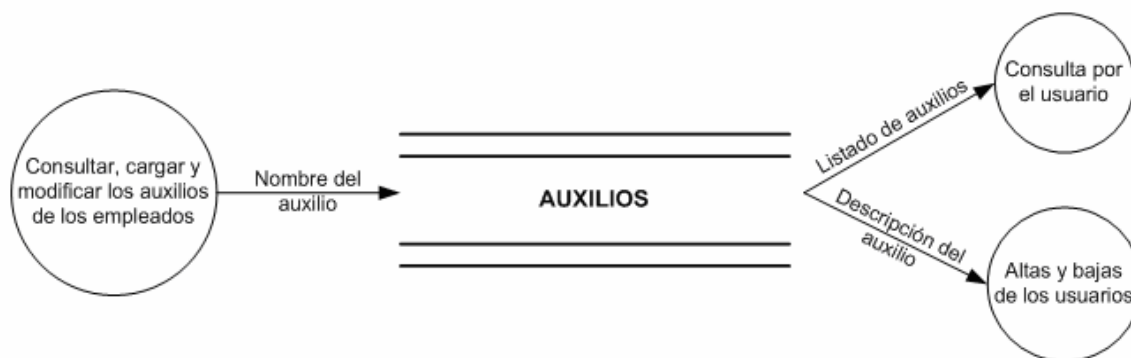 Consultar, cargar y
modificar los auxilios
de los empleados
Nombre del
auxilio
AUXILIOS
Listado de auxilios
Descripción del
auxilio
Consulta por
el usuario
Altas y bajas
de los usuarios